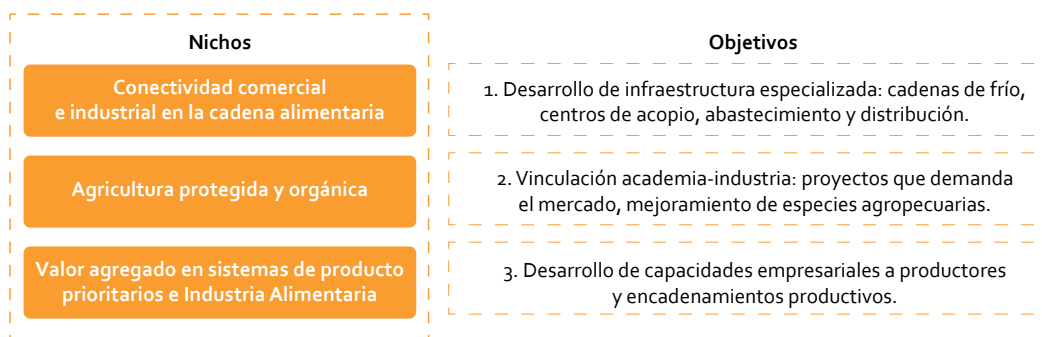 Nichos
Conectividad comercial
e industrial en la cadena alimentaria
Agricultura protegida y orgánica
Valor agregado en sistemas de producto
prioritarios e Industria Alimentaria
Objetivos
1. Desarrollo de infraestructura especializada: cadenas de frío,
centros de acopio, abastecimiento y distribución.
2. Vinculación academia-industria: proyectos que demanda
el mercado, mejoramiento de especies agropecuarias.
3. Desarrollo de capacidades empresariales a productores
y encadenamientos productivos.